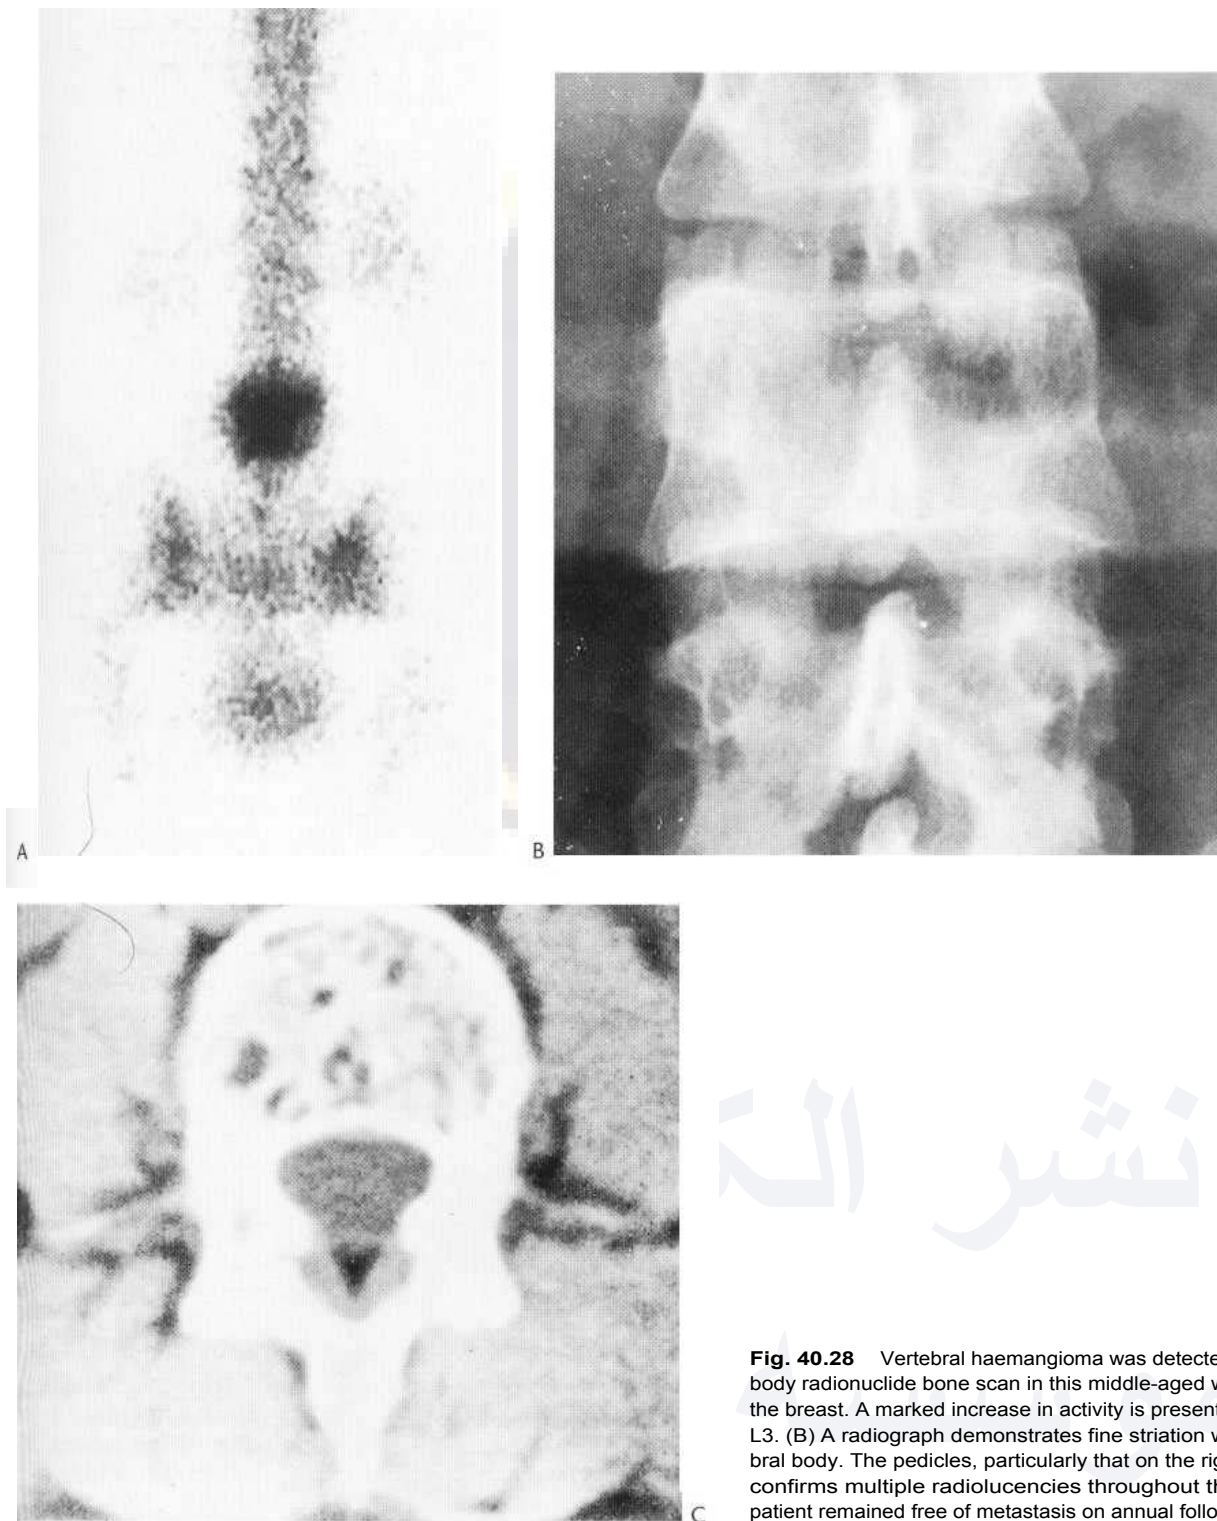 A
B
نشر
C
Fig. 40.28 Vertebral haemangioma was detecte
body radionuclide bone scan in this middle-aged w
the breast. A marked increase in activity is present
L3. (B) A radiograph demonstrates fine striation w
bral body. The pedicles, particularly that on the rig
confirms multiple radiolucencies throughout th
patient remained free of metastasis on annual follo